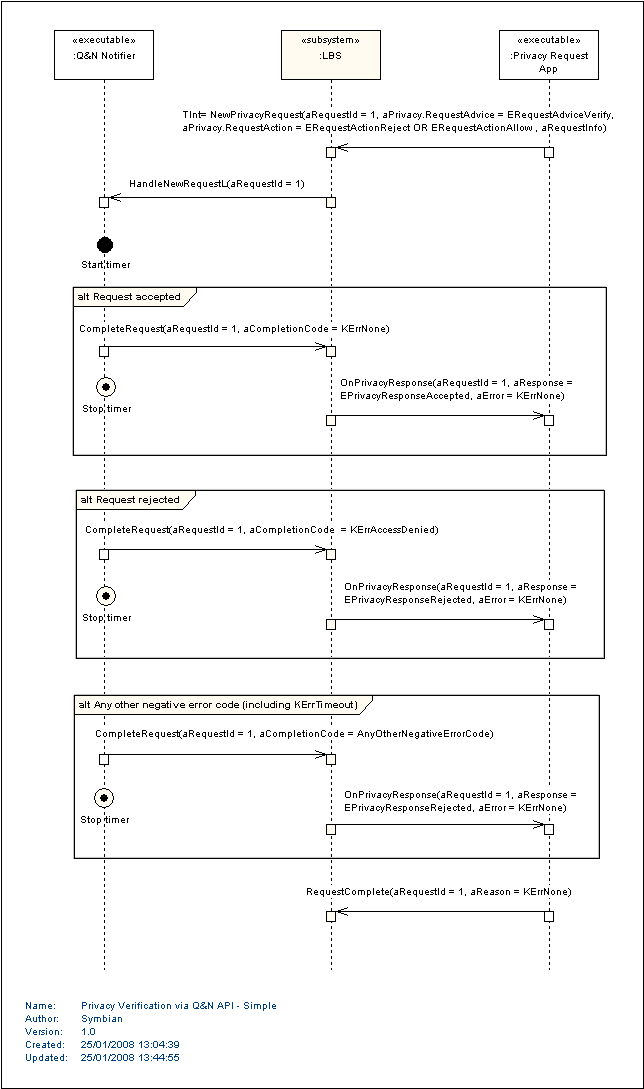 «executable»
:Q&N Notifier
«subsystem»
:LBS
«executable»
:Privacy Request
App
TInt= NewPrivacyRequest(aRequestId = 1, aPrivacy.RequestAdvice = ERequestAdviceVerify,
aPrivacy.RequestAction = ERequestActionReject OR ERequestActionAllow , aRequestInfo)
HandleNewRequestL(aRequestId = 1)
Start timer
alt Request accepted
CompleteRequest(aRequestId = 1, aCompletionCode = KErrNone)
OnPrivacyResponse(aRequestId = 1, aResponse =
EPrivacyResponseAccepted, aError = KErrNone)
Stop timer
alt Request rejected
CompleteRequest(aRequestId = 1, aCompletionCode  = KErrAccessDenied)
OnPrivacyResponse(aRequestId = 1, aResponse =
EPrivacyResponseRejected, aError = KErrNone)
Stop timer
alt Any other negative error code (including KErrTimeout)
CompleteRequest(aRequestId = 1, aCompletionCode = AnyOtherNegativeErrorCode)
OnPrivacyResponse(aRequestId = 1, aResponse =
EPrivacyResponseRejected, aError = KErrNone)
Stop timer
RequestComplete(aRequestId = 1, aReason = KErrNone)
Name: Privacy Verification via Q&N API - Simple
Author: Symbian
Version: 1.0
Created: 25/01/2008 13:04:39
Updated: 25/01/2008 13:44:55